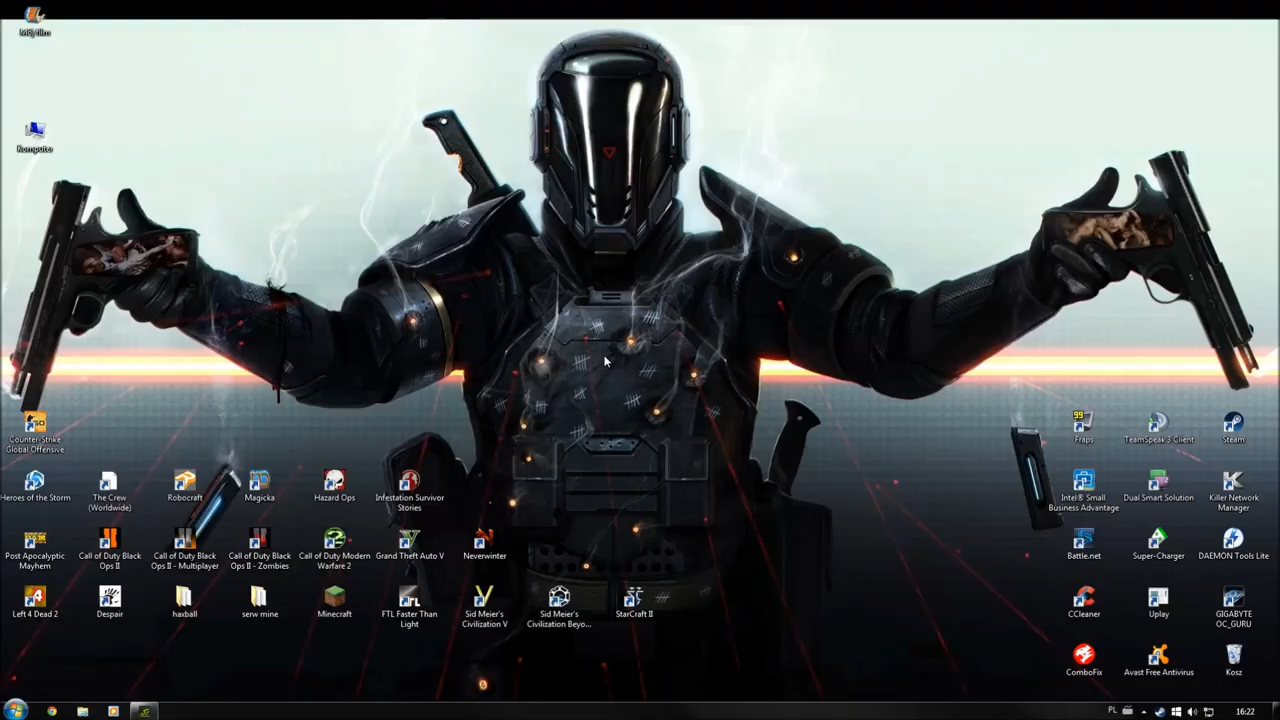 Mój film
Komputer
Counter-Strike
Global Offensive
99
Fraps
TeamSpeak 3 Client
Steam
Heroes of the Storm
The Crew
(Worldwide)
Robocraft
Magicka
Hazard Ops
Infestation Survivor
Stories
Intel® Small
Business Advantage
Dual Smart Solution
Killer Network
Manager
Post Apocalyptic
Mayhem
Call of Duty Black
Ops II
Call of Duty Black
Ops II - Multiplayer
Call of Duty Black
Ops II - Zombies
Call of Duty Modern
Warfare 2
Grand Theft Auto V
Neverwinter
Battle.net
Super-Charger
DAEMON Tools Lite
Left 4 Dead 2
Despair
haxball
serw mine
Minecraft
FTL Faster Than
Light
Sid Meier's
Civilization V
Sid Meier's
Civilization Beyo...
StarCraft II
CCleaner
Uplay
GIGABYTE
OC_GURU
ComboFix
Avast Free Antivirus
Kosz
PL
16:22